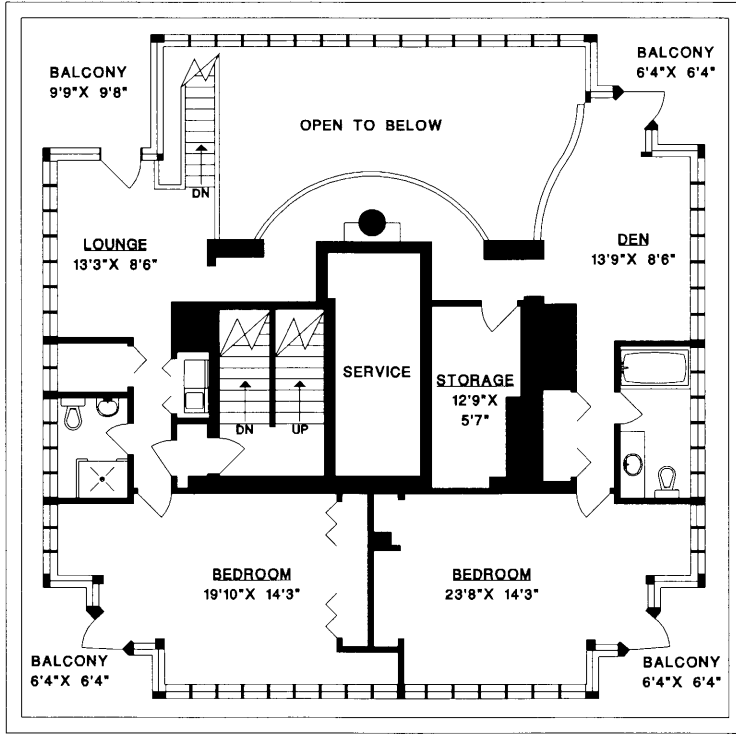 BALCONY
9'9"X 9'8"
BALCONY
6'4"X 6'4"
OPEN TO BELOW
DN
LOUNGE
13'3"X 8'6"
DEN
13'9"X 8'6"
SERVICE
STORAGE
12'9"X
5'7"
DN
UP
BEDROOM
19'10"X 14'3"
BEDROOM
23'8"X 14'3"
BALCONY
6'4"X 6'4"
BALCONY
6'4"X 6'4"